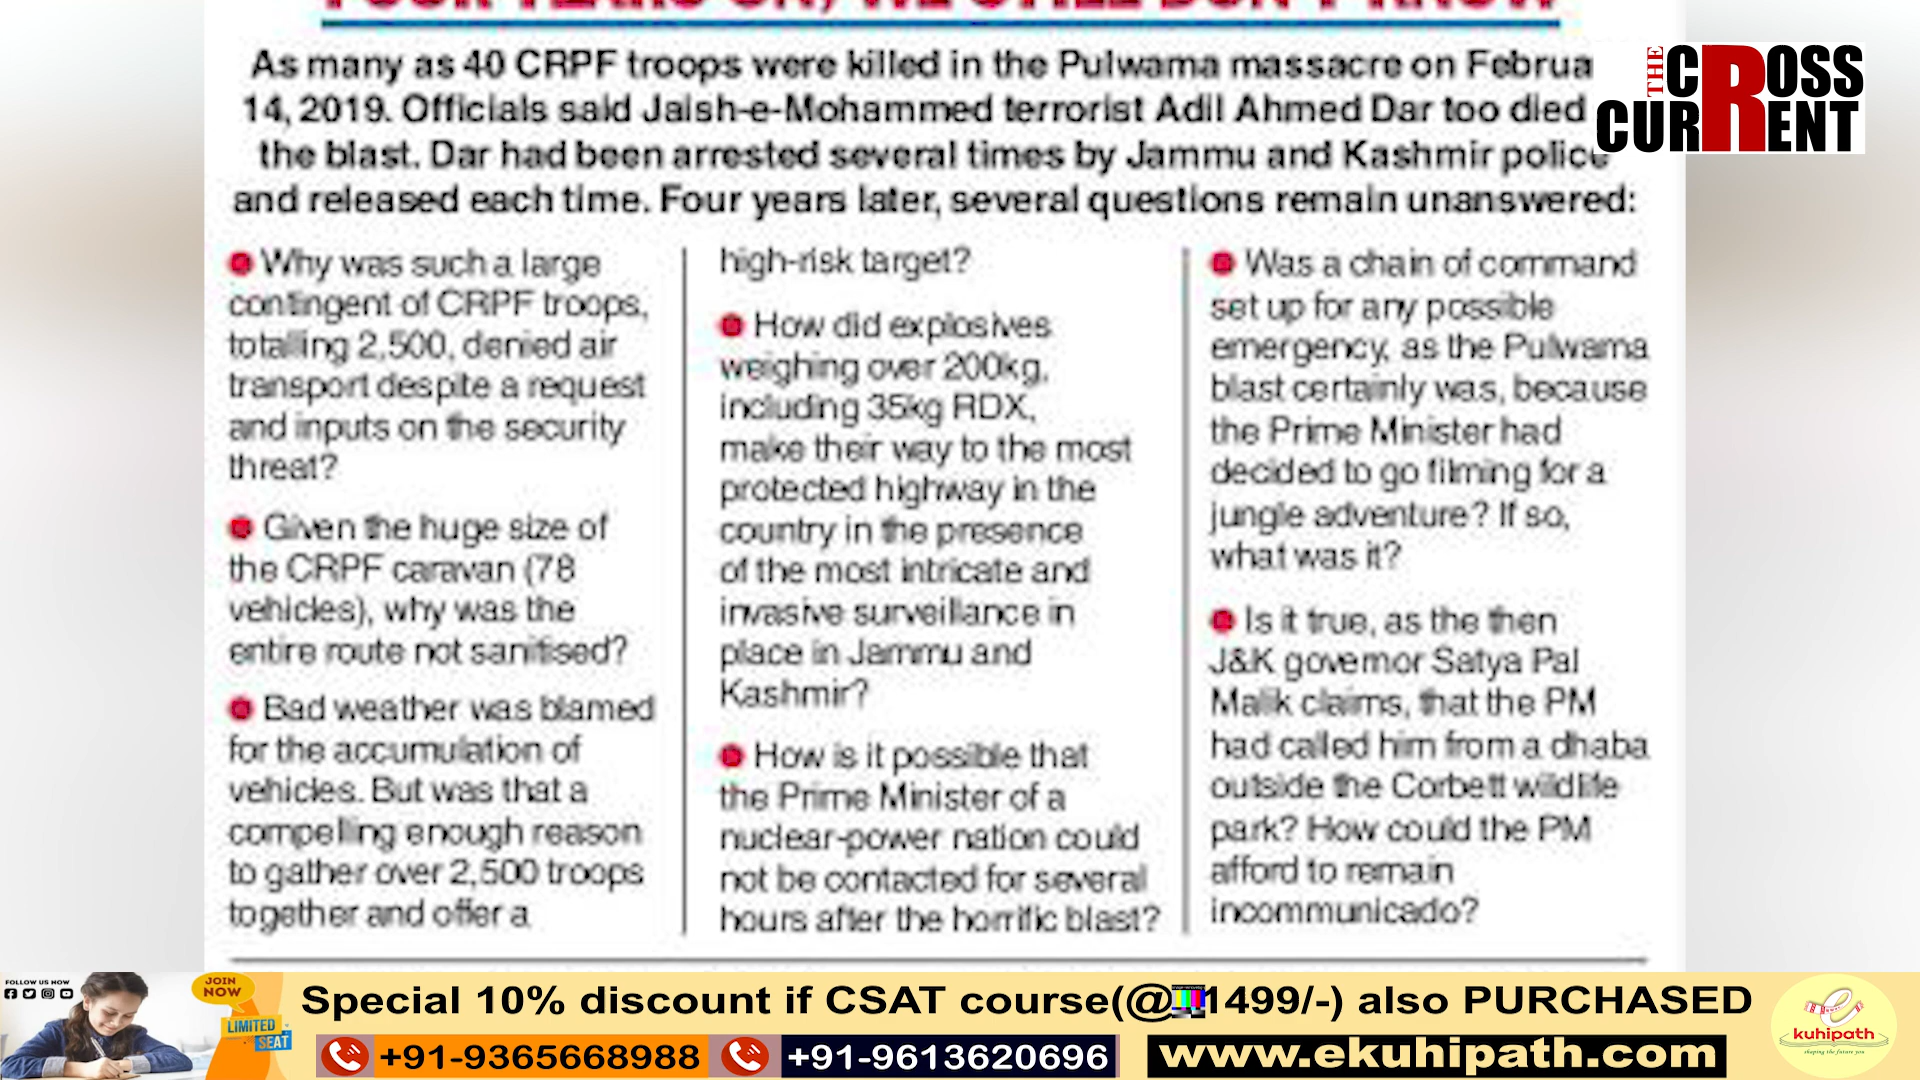 FOUR YEARS ON, WE STILL DON'T KNOW
As many as 40 CRPF troops were killed in the Pulwama massacre on Februa
14, 2019. Officials said Jaish-e-Mohammed terrorist Adil Ahmed Dar too died
the blast. Dar had been arrested several times by Jammu and Kashmir police
and released each time. Four years later, several questions remain unanswered:
THE CROSS
CURRENT
Why was such a large
contingent of CRPF troops,
totalling 2,500, denied air
transport despite a request
and inputs on the security
threat?
Given the huge size of
the CRPF caravan (78
vehicles), why was the
entire route not sanitised?
Bad weather was blamed
for the accumulation of
vehicles. But was that a
compelling enough reason
to gather over 2,500 troops
together and offer a
high-risk target?
How did explosives
weighing over 200kg,
including 35kg RDX,
make their way to the most
protected highway in the
country in the presence
of the most intricate and
invasive surveillance in
place in Jammu and
Kashmir?
How is it possible that
the Prime Minister of a
nuclear-power nation could
not be contacted for several
hours after the horrific blast?
Was a chain of command
set up for any possible
emergency, as the Pulwama
blast certainly was, because
the Prime Minister had
decided to go filming for a
jungle adventure? If so,
what was it?
Is it true, as the then
J&K governor Satya Pal
Malik claims, that the PM
had called him from a dhaba
outside the Corbett wildlife
park? How could the PM
afford to remain
incommunicado?
FOLLOW US NOW
JOIN
NOW
LIMITED
SEAT
Special 10% discount if CSAT course(@ 1499/-) also PURCHASED
+91-9365668988
+91-9613620696
www.ekuhipath.com
kuhipath
shaping the future you